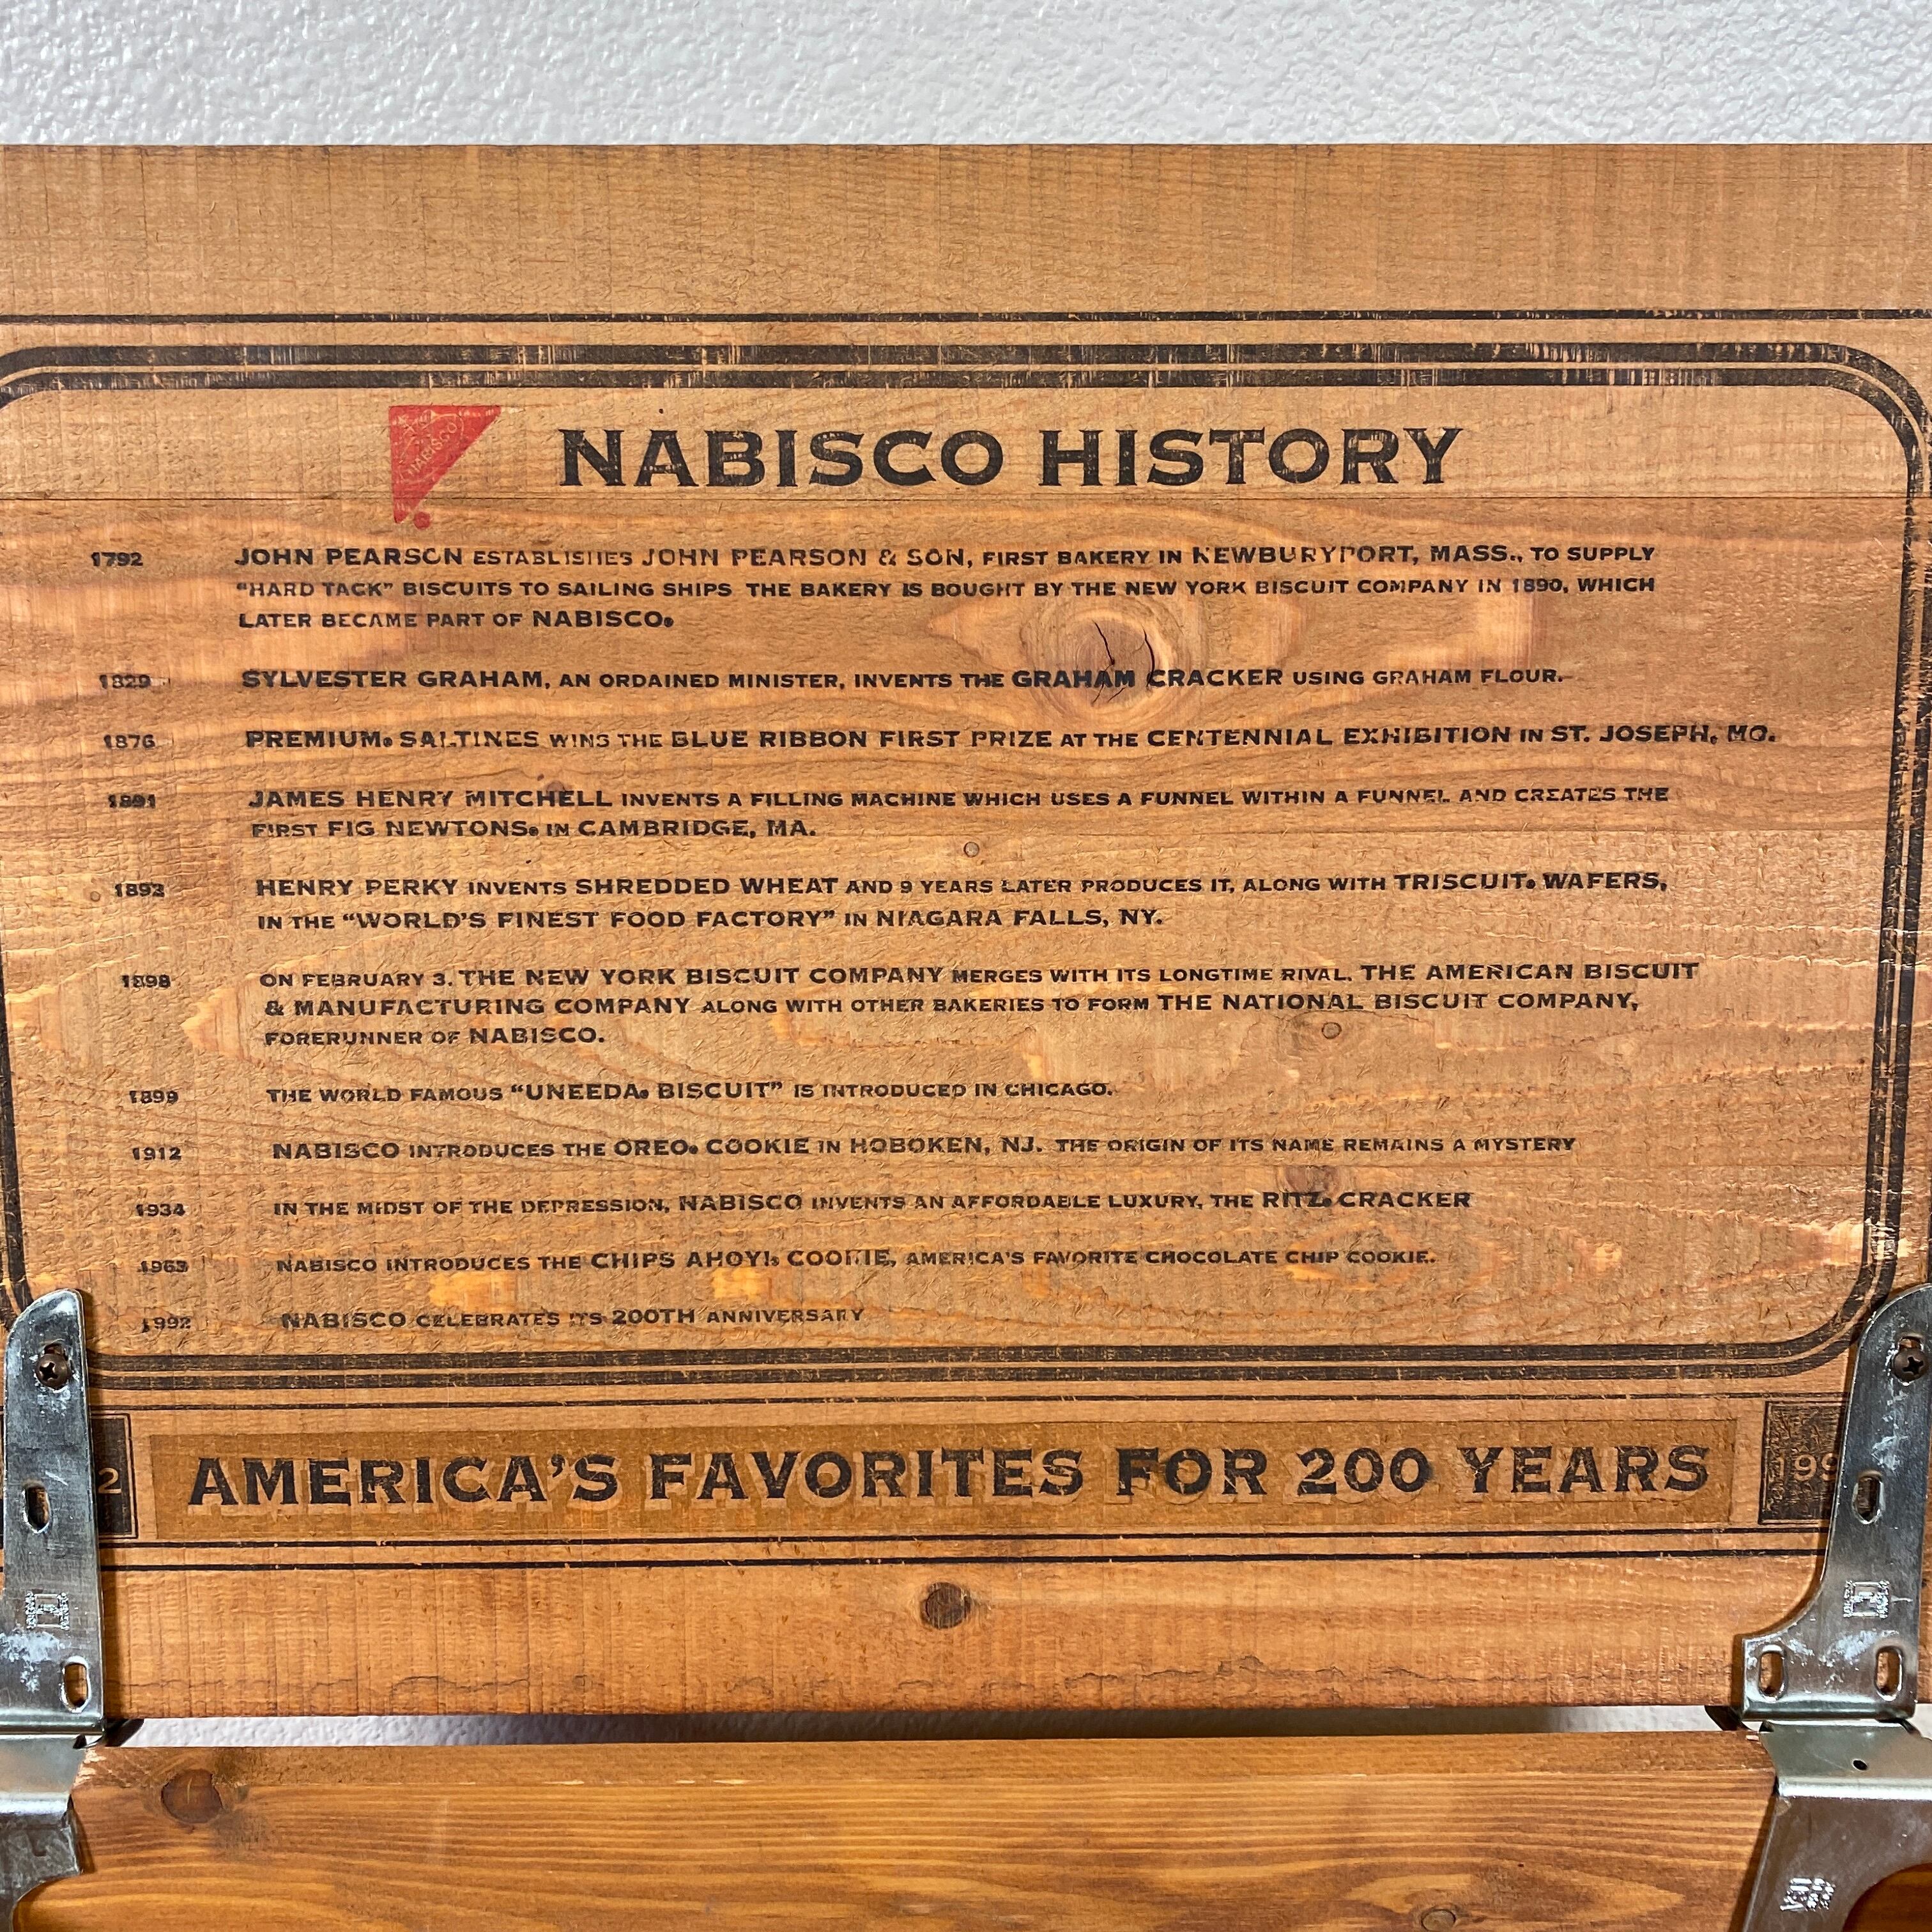 NABISCO
NABISCO HISTORY
1792 JOHN PEARSON ESTABLISHES JOHN PEARSON & SON, FIRST BAKERY IN NEWBURYPORT, MASS., TO SUPPLY
"HARD TACK" BISCUITS TO SAILING SHIPS THE BAKERY IS BOUGHT BY THE NEW YORK BISCUIT COMPANY IN 1890, WHICH
LATER BECAME PART OF NABISCO®
1829 SYLVESTER GRAHAM, AN ORDAINED MINISTER, INVENTS THE GRAHAM CRACKER USING GRAHAM FLOUR.
1876 PREMIUM® SALTINES WINS THE BLUE RIBBON FIRST PRIZE AT THE CENTENNIAL EXHIBITION IN ST. JOSEPH, MO.
1891 JAMES HENRY MITCHELL INVENTS A FILLING MACHINE WHICH USES A FUNNEL WITHIN A FUNNEL AND CREATES THE
FIRST FIG NEWTONS® IN CAMBRIDGE, MA.
1892 HENRY PERKY INVENTS SHREDDED WHEAT AND 9 YEARS LATER PRODUCES IT, ALONG WITH TRISCUIT® WAFERS,
IN THE "WORLD'S FINEST FOOD FACTORY" IN NIAGARA FALLS, NY.
1898 ON FEBRUARY 3, THE NEW YORK BISCUIT COMPANY MERGES WITH ITS LONGTIME RIVAL, THE AMERICAN BISCUIT
& MANUFACTURING COMPANY ALONG WITH OTHER BAKERIES TO FORM THE NATIONAL BISCUIT COMPANY,
FORERUNNER OF NABISCO.
1899 THE WORLD FAMOUS "UNEEDA® BISCUIT" IS INTRODUCED IN CHICAGO.
1912 NABISCO INTRODUCES THE OREO® COOKIE IN HOBOKEN, NJ. THE ORIGIN OF ITS NAME REMAINS A MYSTERY
1934 IN THE MIDST OF THE DEPRESSION, NABISCO INVENTS AN AFFORDABLE LUXURY, THE RITZ® CRACKER
1963 NABISCO INTRODUCES THE CHIPS AHOY!® COOKIE, AMERICA'S FAVORITE CHOCOLATE CHIP COOKIE.
1992 NABISCO CELEBRATES ITS 200TH ANNIVERSARY
AMERICA'S FAVORITES FOR 200 YEARS